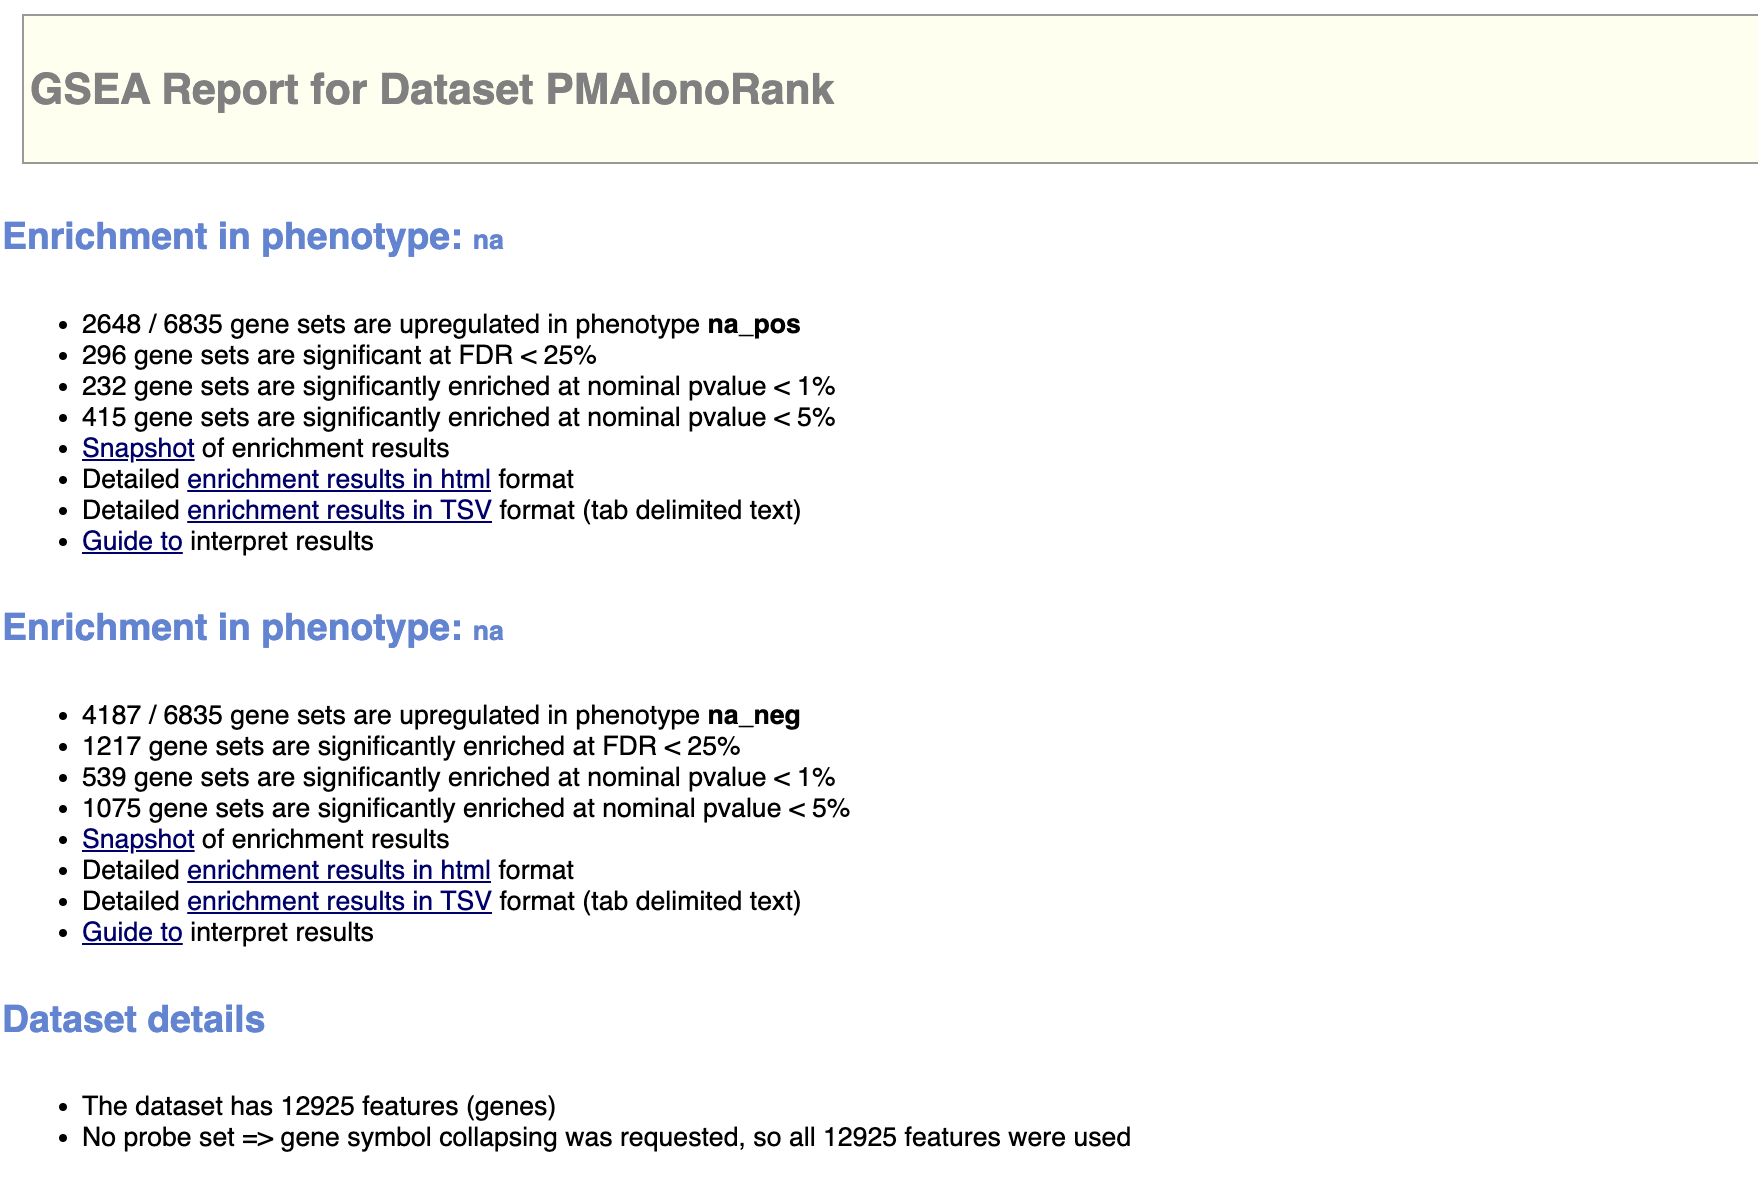 GSEA Report for Dataset PMAIonoRank
Enrichment in phenotype: na
• 2648 / 6835 gene sets are upregulated in phenotype na_pos
• 296 gene sets are significant at FDR < 25%
• 232 gene sets are significantly enriched at nominal pvalue < 1%
• 415 gene sets are significantly enriched at nominal pvalue < 5%
• Snapshot of enrichment results
• Detailed enrichment results in html format
• Detailed enrichment results in TSV format (tab delimited text)
• Guide to interpret results
Enrichment in phenotype: na
• 4187 / 6835 gene sets are upregulated in phenotype na_neg
• 1217 gene sets are significantly enriched at FDR < 25%
• 539 gene sets are significantly enriched at nominal pvalue < 1%
• 1075 gene sets are significantly enriched at nominal pvalue < 5%
• Snapshot of enrichment results
• Detailed enrichment results in html format
• Detailed enrichment results in TSV format (tab delimited text)
• Guide to interpret results
Dataset details
• The dataset has 12925 features (genes)
• No probe set => gene symbol collapsing was requested, so all 12925 features were used